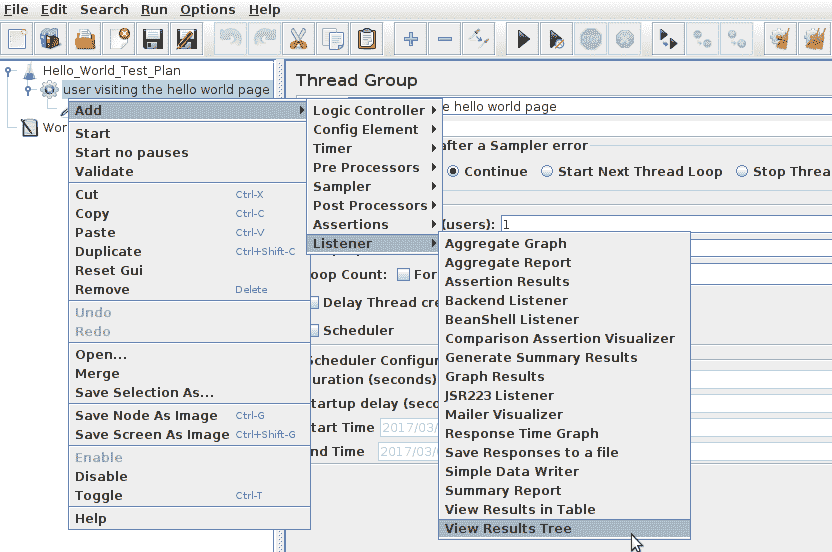 File Edit Search Run Options Help
Hello_World_Test_Plan
user visiting the hello world page
Wor
Add
Start
Start no pauses
Validate
Cut Ctrl-X
Copy Ctrl-C
Paste Ctrl-V
Duplicate Ctrl+Shift-C
Reset Gui
Remove Delete
Undo
Redo
Open...
Merge
Save Selection As...
Save Node As Image Ctrl-G
Save Screen As Image Ctrl+Shift-G
Enable
Disable
Toggle Ctrl-T
Help
Logic Controller
Config Element
Timer
Pre Processors
Sampler
Post Processors
Assertions
Listener
Aggregate Graph
Aggregate Report
Assertion Results
Backend Listener
BeanShell Listener
Comparison Assertion Visualizer
Generate Summary Results
Graph Results
JSR223 Listener
Mailer Visualizer
Response Time Graph
Save Responses to a file
Simple Data Writer
Summary Report
View Results in Table
View Results Tree
Thread Group
e hello world page
after a Sampler error
Continue Start Next Thread Loop Stop Threa
(users): 1
oop Count: For
Delay Thread cre
Scheduler
Scheduler Configur
uration (seconds)
tartup delay (seco
tart Time 2017/03/
nd Time 2017/03/